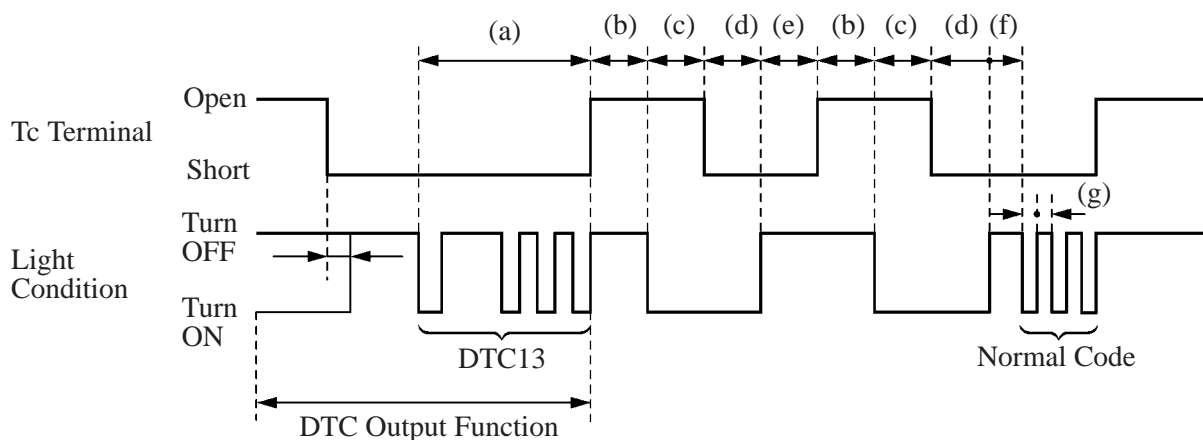 (a) (b) (c) (d) (e) (b) (c) (d) (f)
Open
Tc Terminal
Short
(g)
Turn
OFF
Light
Condition
Turn
ON
DTC13
Normal Code
DTC Output Function